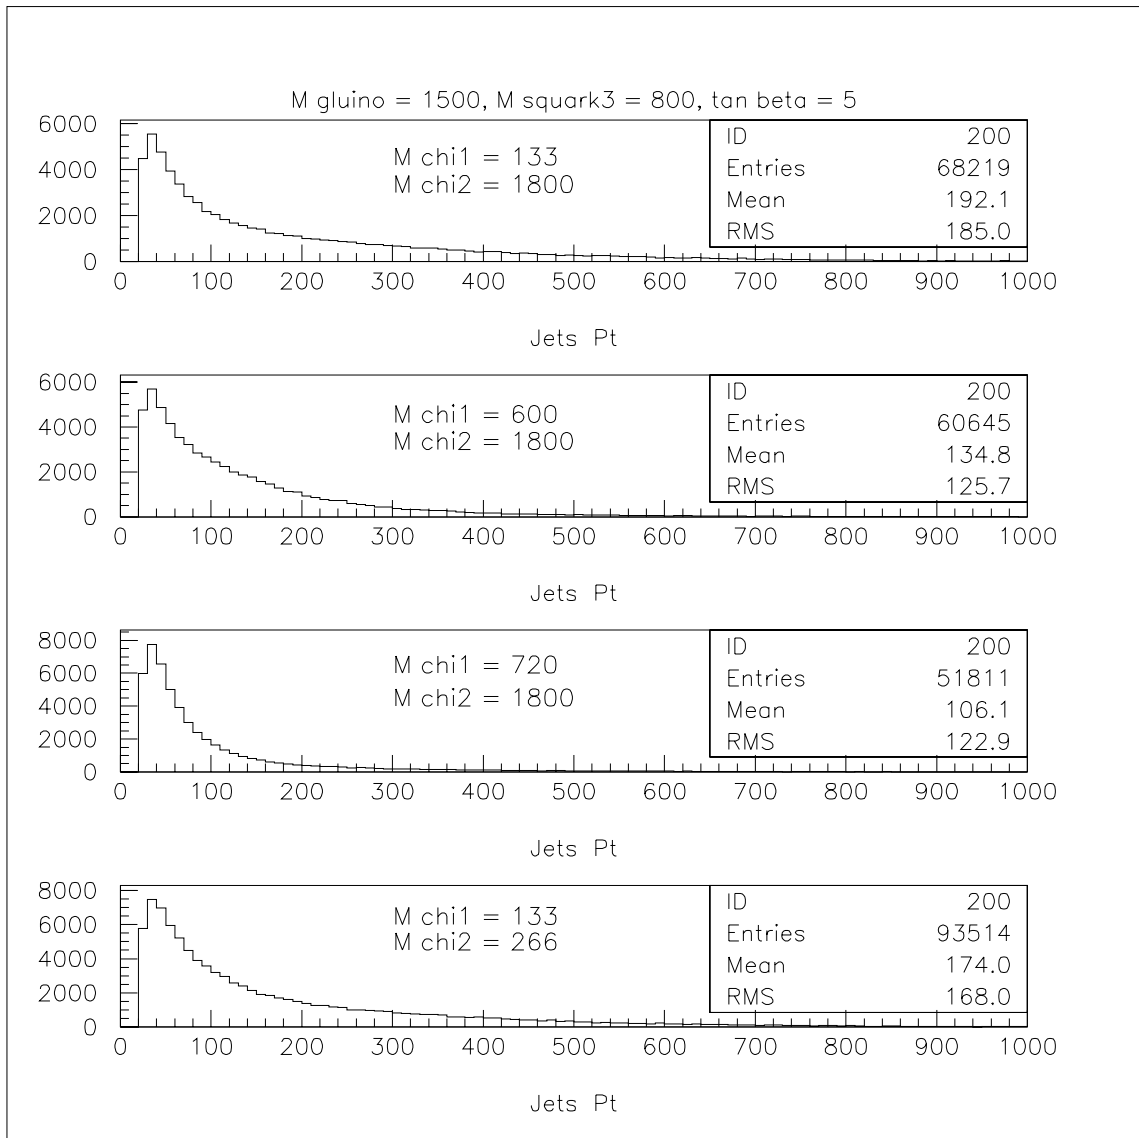 M gluino = 1500, M squark3 = 800, tan beta = 5
6000
4000
2000
0
M chi1 = 133
M chi2 = 1800
ID 200
Entries 68219
Mean 192.1
RMS 185.0
0 100 200 300 400 500 600 700 800 900 1000
Jets Pt
6000
4000
2000
0
M chi1 = 600
M chi2 = 1800
ID 200
Entries 60645
Mean 134.8
RMS 125.7
0 100 200 300 400 500 600 700 800 900 1000
Jets Pt
8000
6000
4000
2000
0
M chi1 = 720
M chi2 = 1800
ID 200
Entries 51811
Mean 106.1
RMS 122.9
0 100 200 300 400 500 600 700 800 900 1000
Jets Pt
8000
6000
4000
2000
0
M chi1 = 133
M chi2 = 266
ID 200
Entries 93514
Mean 174.0
RMS 168.0
0 100 200 300 400 500 600 700 800 900 1000
Jets Pt